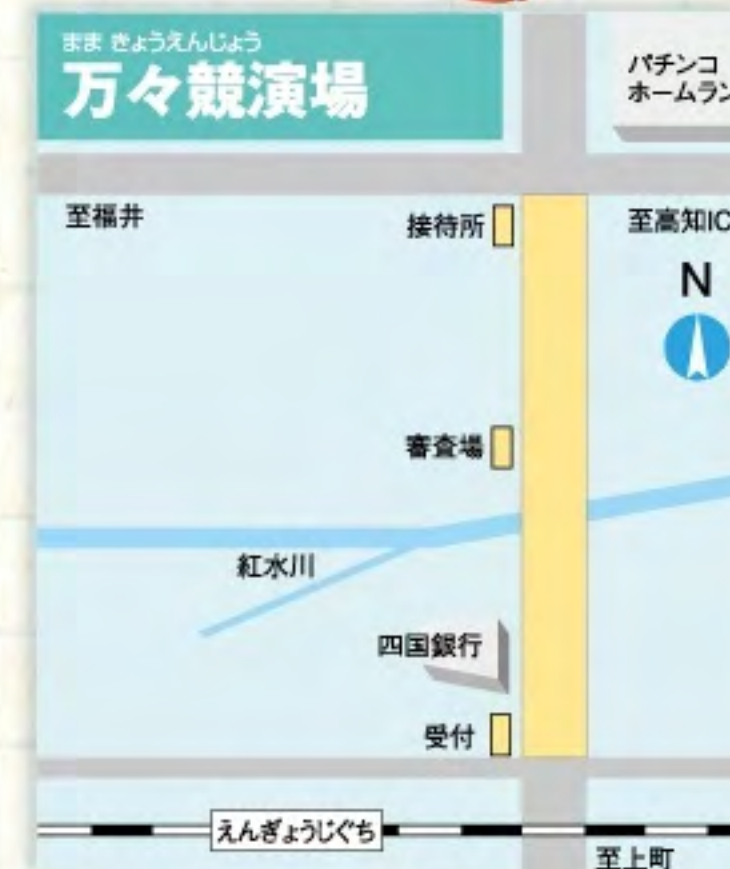 まま きょうえんじょう
万々競演場
パチンコ
ホームラン
至福井
接待所
至高知IC
N
審査場
紅水川
四国銀行
受付
えんぎょうじぐち
至上町